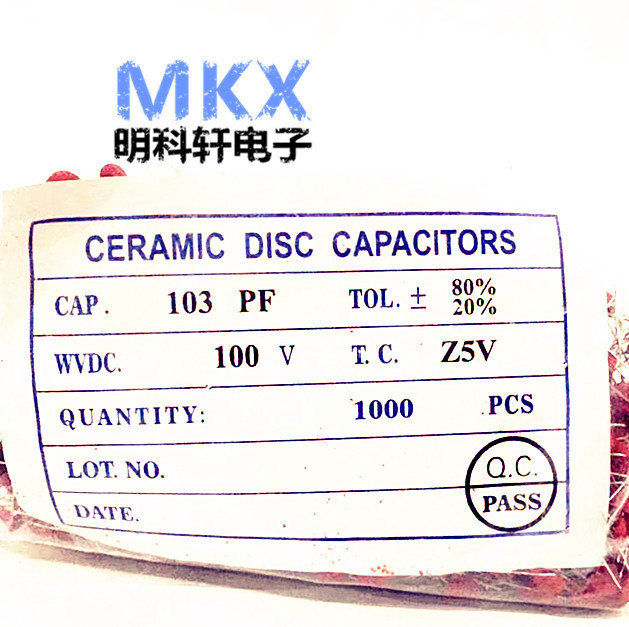 MKX
明科轩电子
CERAMIC DISC CAPACITORS
CAP. 103 PF TOL. ± 80% 20%
WVDC. 100 V T.C. Z5V
QUANTITY: 1000 PCS
LOT. NO.
Q.C.
PASS
DATE.